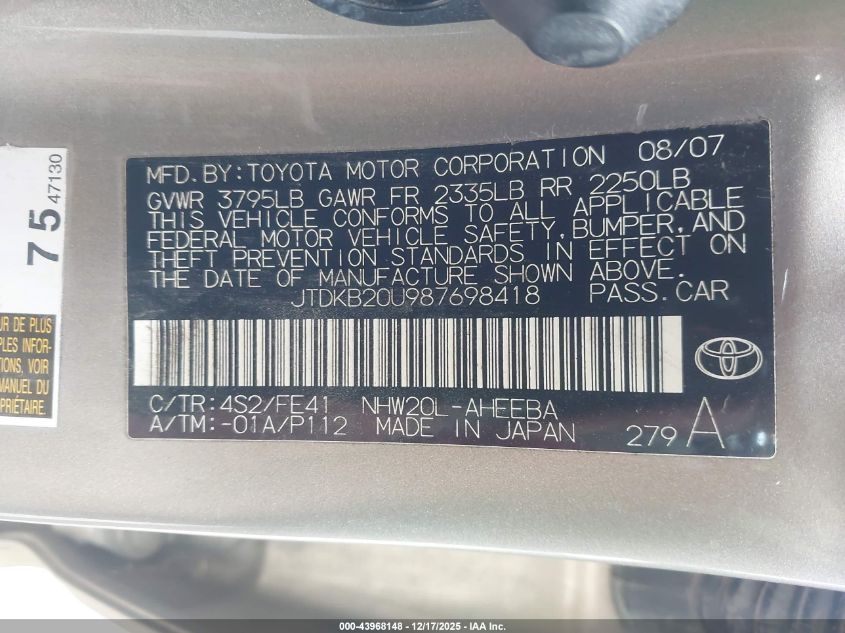 MFD. BY: TOYOTA MOTOR CORPORATION 08/07
GVWR 3795LB GAWR FR 2335LB RR 2250LB
THIS VEHICLE CONFORMS TO ALL APPLICABLE
FEDERAL MOTOR VEHICLE SAFETY, BUMPER, AND
THEFT PREVENTION STANDARDS IN EFFECT ON
THE DATE OF MANUFACTURE SHOWN ABOVE.
JTDKB20U987698418 PASS. CAR
C/TR: 4S2/FE41 NHW20L-AHEEBA
A/TM: -01A/P112 MADE IN JAPAN 279 A
75
47130
UR DE PLUS
PLES INFOR-
TIONS, VOIR
MANUEL DU
PRIÉTAIRE.
000-43968148 - 12/17/2025 - IAA Inc.